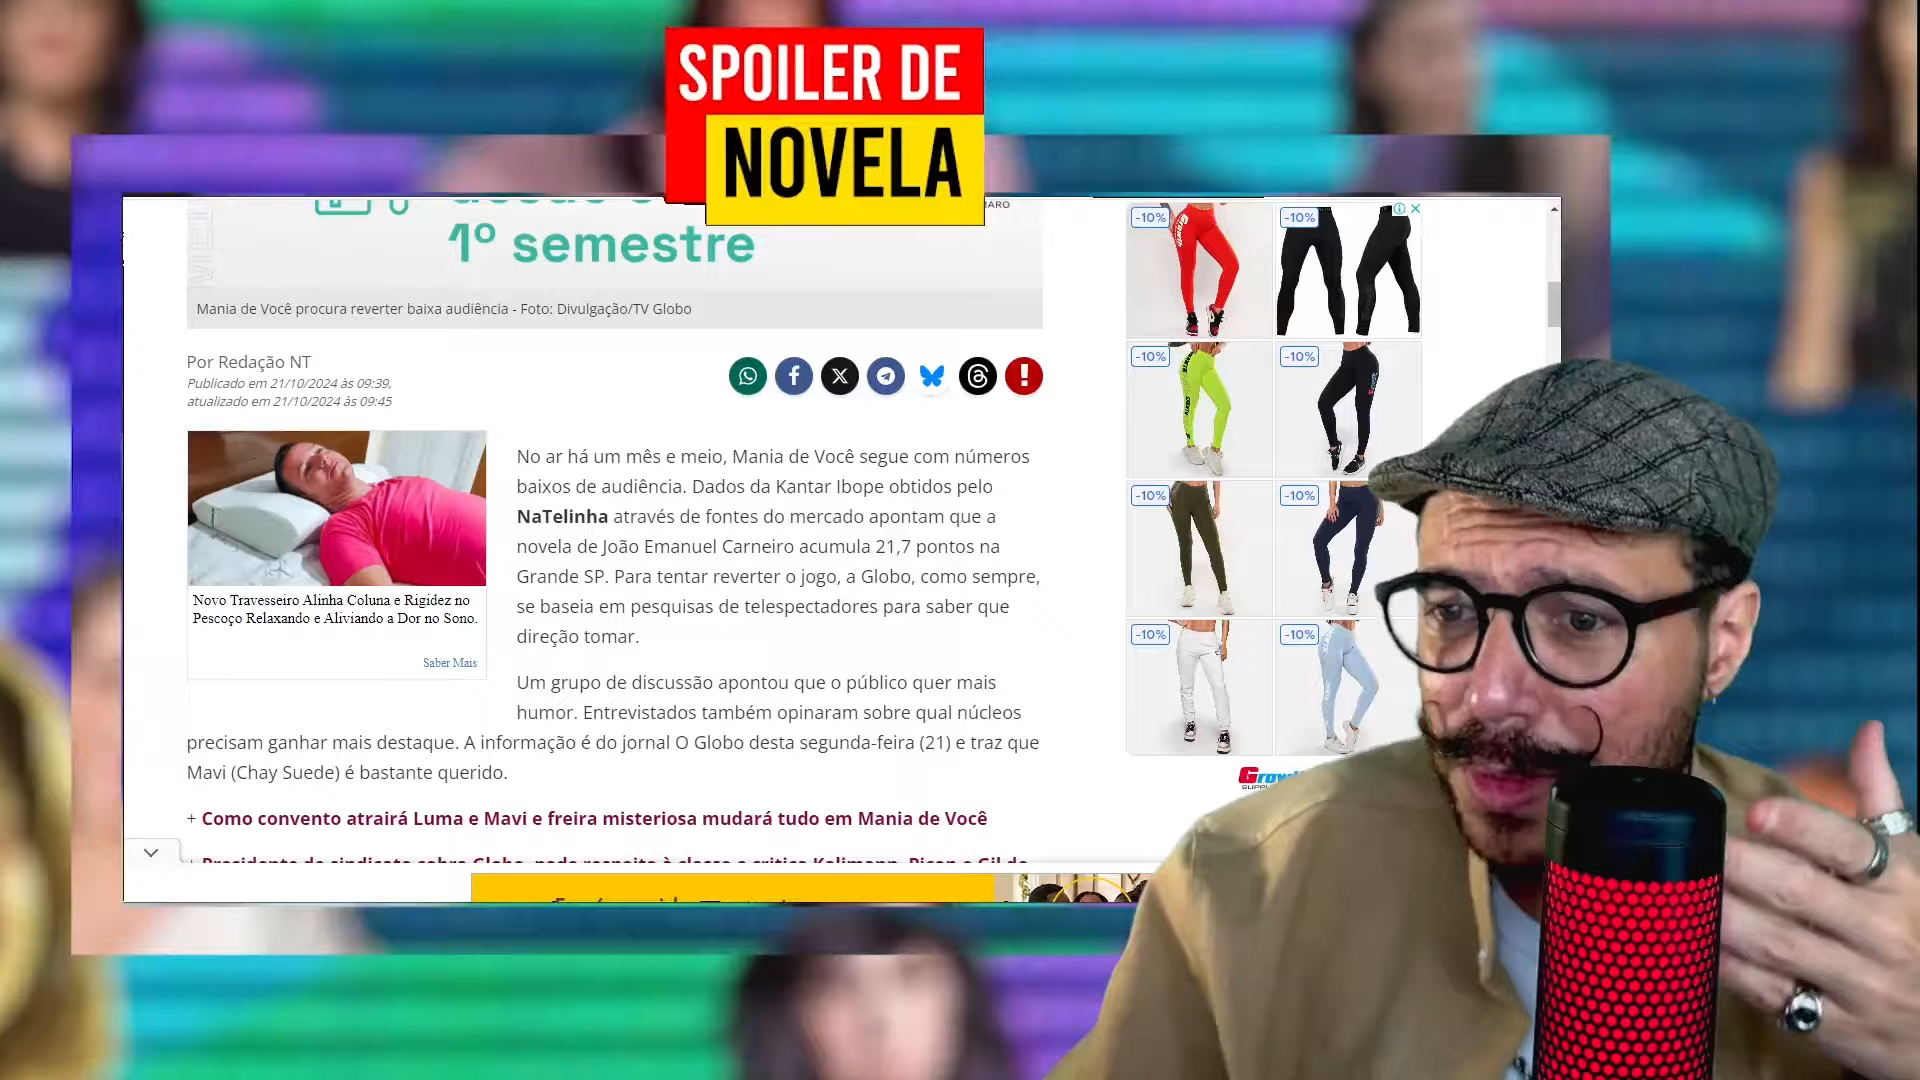 SPOILER DE
NOVELA
1º semestre
Mania de Você procura reverter baixa audiência - Foto: Divulgação/TV Globo
Por Redação NT
Publicado em 21/10/2024 às 09:39,
atualizado em 21/10/2024 às 09:45
No ar há um mês e meio, Mania de Você segue com números
baixos de audiência. Dados da Kantar Ibope obtidos pelo
NaTelinha através de fontes do mercado apontam que a
novela de João Emanuel Carneiro acumula 21,7 pontos na
Grande SP. Para tentar reverter o jogo, a Globo, como sempre,
se baseia em pesquisas de telespectadores para saber que
direção tomar.
Novo Travesseiro Alinha Coluna e Rigidez no
Pescoço Relaxando e Aliviando a Dor no Sono.
Saber Mais
Um grupo de discussão apontou que o público quer mais
humor. Entrevistados também opinaram sobre qual núcleos
precisam ganhar mais destaque. A informação é do jornal O Globo desta segunda-feira (21) e traz que
Mavi (Chay Suede) é bastante querido.
+ Como convento atrairá Luma e Mavi e freira misteriosa mudará tudo em Mania de Você
-10%
-10%
-10%
-10%
-10%
-10%
-10%
-10%